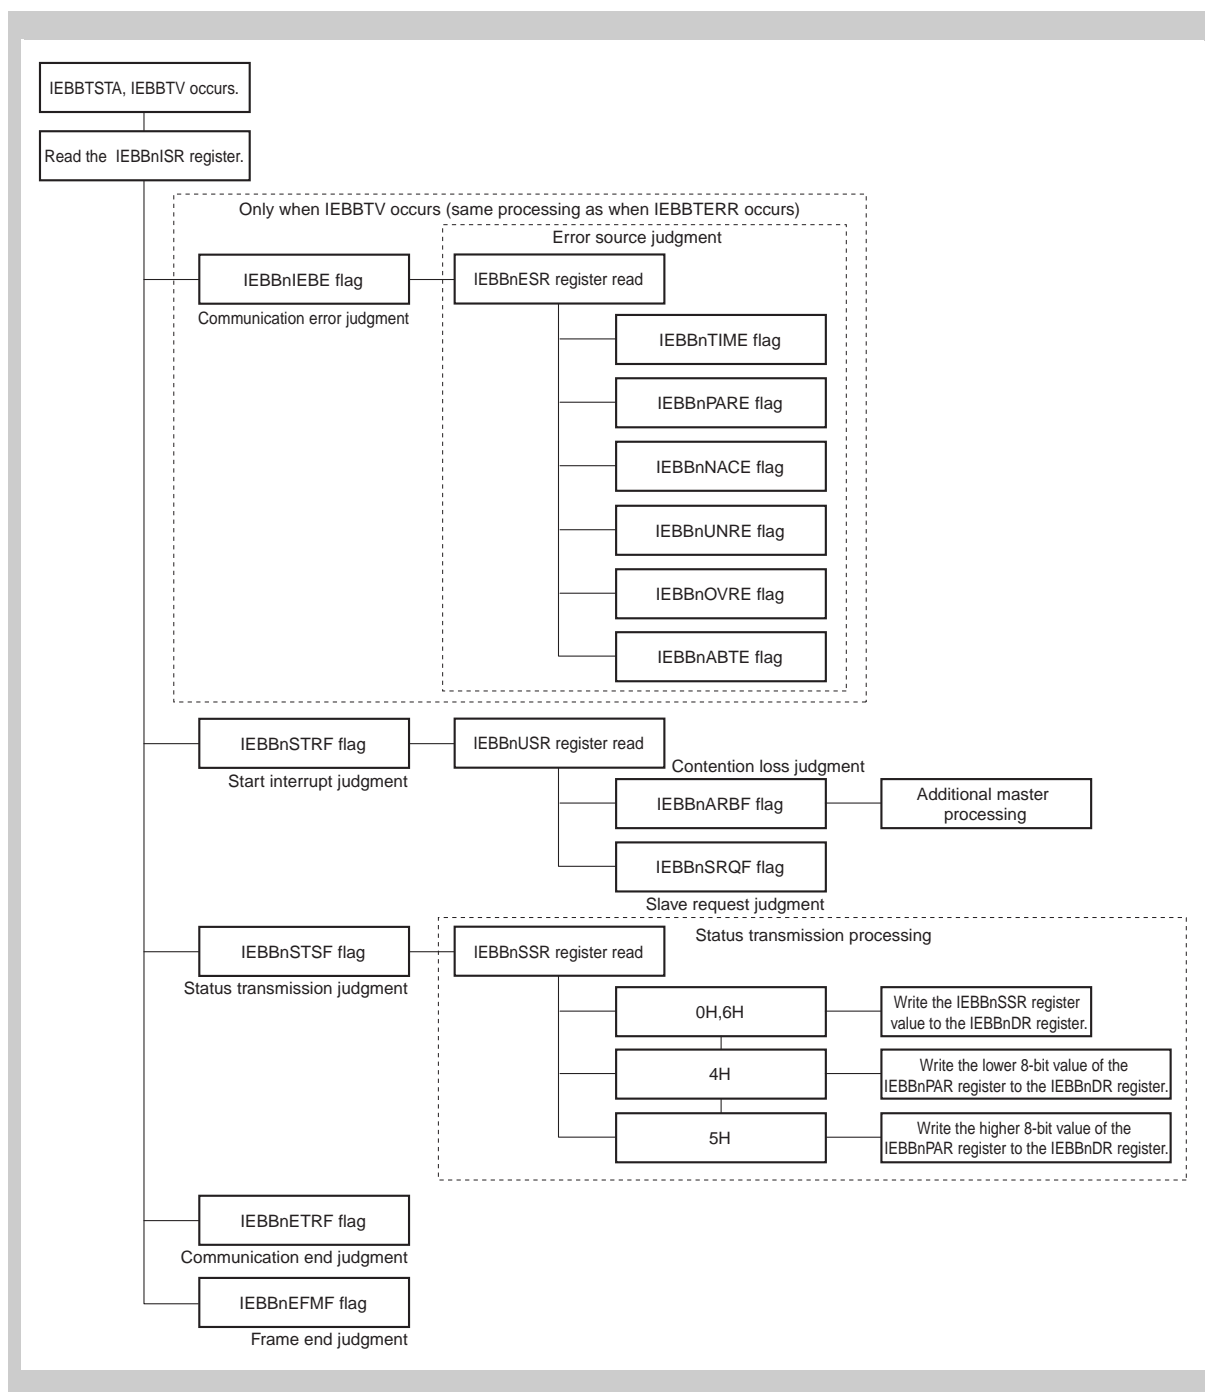 IEBBTSTA, IEBBTV occurs.
Read the IEBBnISR register.
Only when IEBBTV occurs (same processing as when IEBBTERR occurs)
Error source judgment
IEBBnIEBE flag
IEBBnESR register read
Communication error judgment
IEBBnTIME flag
IEBBnPARE flag
IEBBnNACE flag
IEBBnUNRE flag
IEBBnOVRE flag
IEBBnABTE flag
IEBBnSTRF flag
IEBBnUSR register read
Start interrupt judgment
Contention loss judgment
IEBBnARBF flag
Additional master
processing
IEBBnSRQF flag
Slave request judgment
IEBBnSTSF flag
IEBBnSSR register read
Status transmission processing
Status transmission judgment
0H,6H
Write the IEBBnSSR register
value to the IEBBnDR register.
4H
Write the lower 8-bit value of the
IEBBnPAR register to the IEBBnDR register.
5H
Write the higher 8-bit value of the
IEBBnPAR register to the IEBBnDR register.
IEBBnETRF flag
Communication end judgment
IEBBnEFMF flag
Frame end judgment